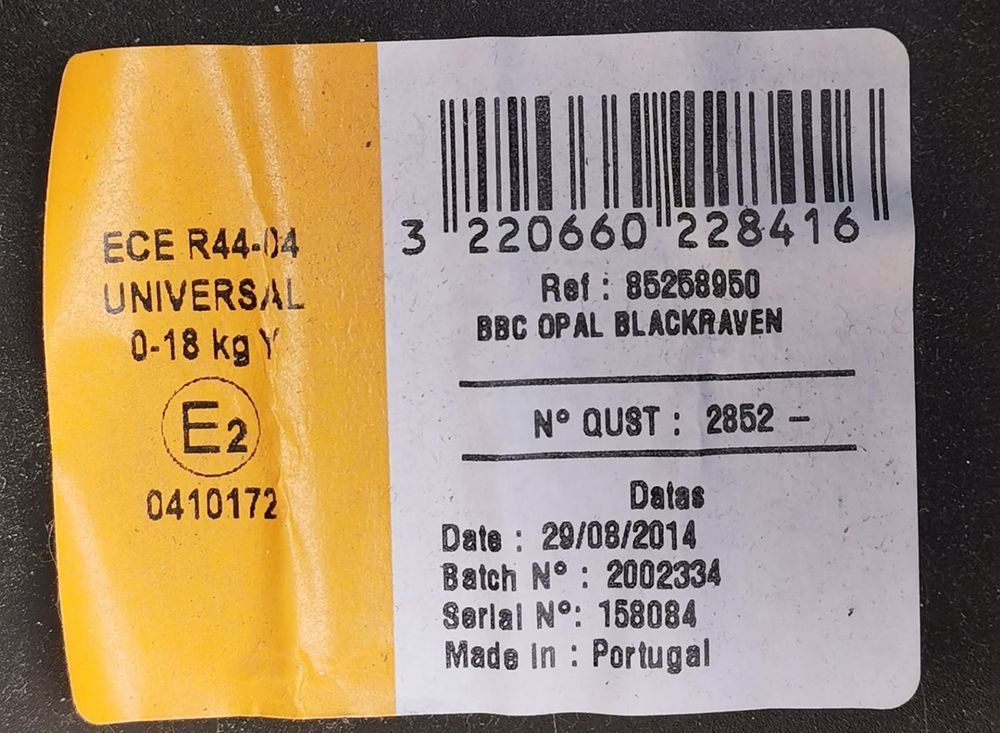 ECE R44-04
UNIVERSAL
0-18 kg Y
E2
0410172
3 220660 228416
Ref : 85258950
BBC OPAL BLACKRAVEN
N° QUST : 2852 –
Datas
Date : 29/08/2014
Batch N° : 2002334
Serial N°: 158084
Made in : Portugal